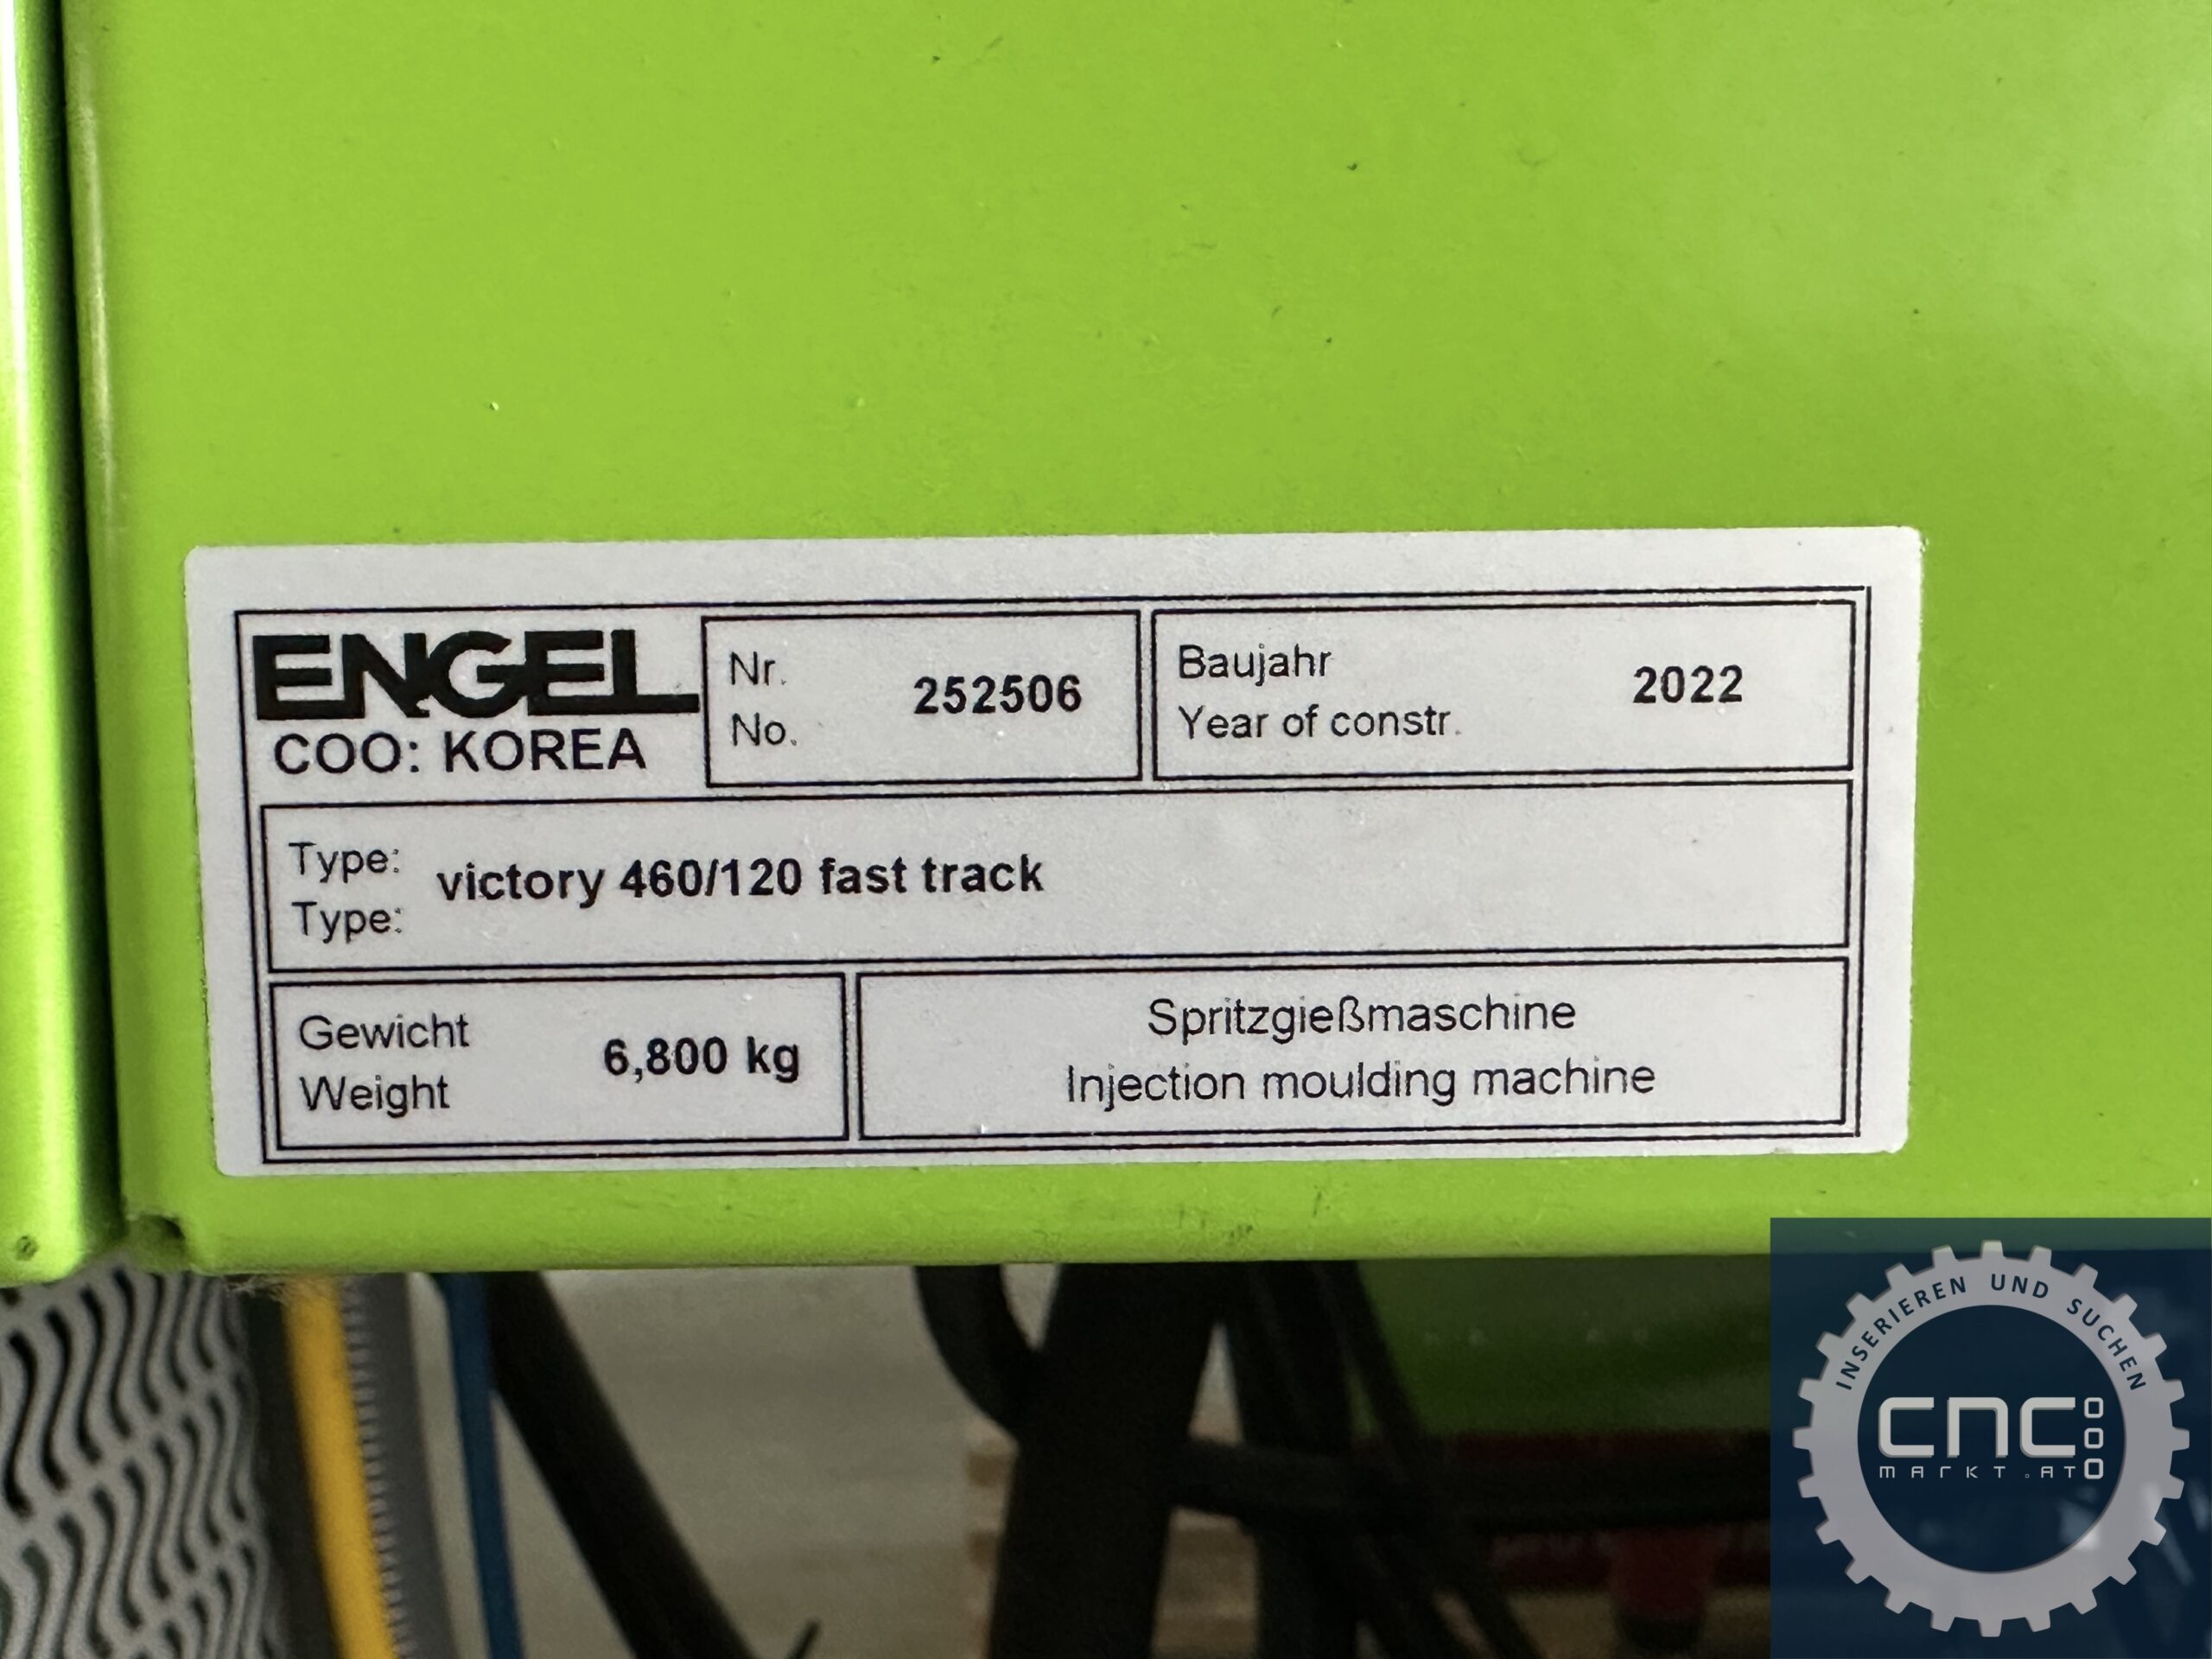 ENGEL
COO: KOREA
Nr.
No.
252506
Baujahr
Year of constr.
2022
Type:
Type:
victory 460/120 fast track
Gewicht
Weight
6,800 kg
Spritzgießmaschine
Injection moulding machine
INSERIEREN UND SUCHEN
cnc
markt.at